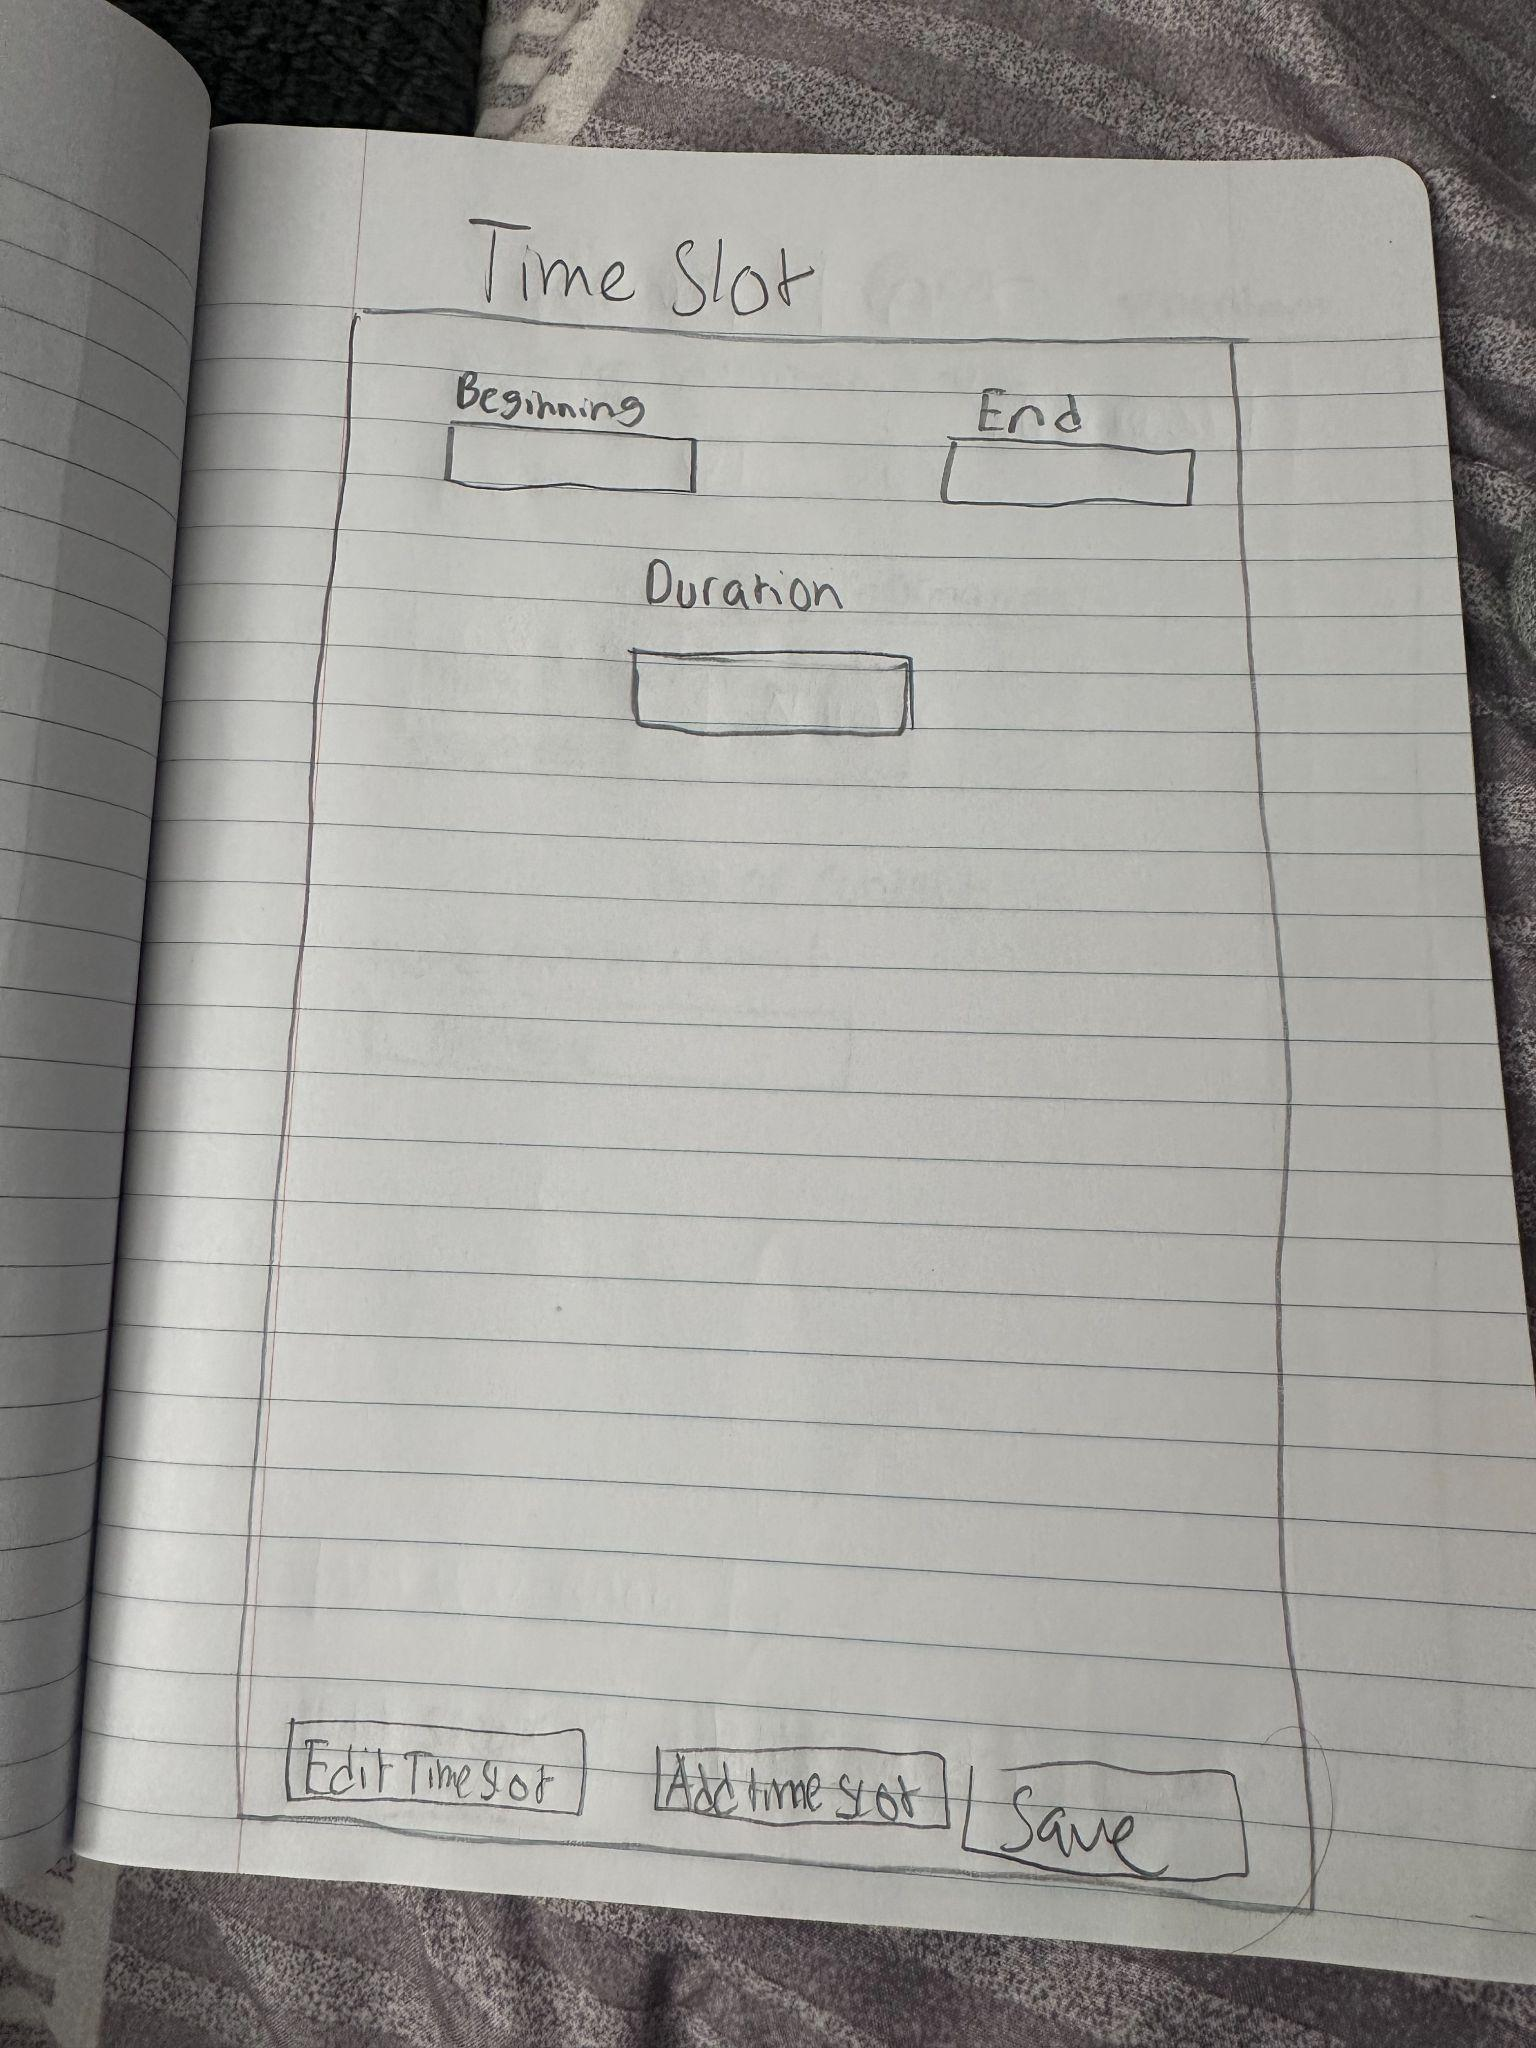 Time Slot
Beginning
End
Duration
Edit Time slot
Add time slot
Save